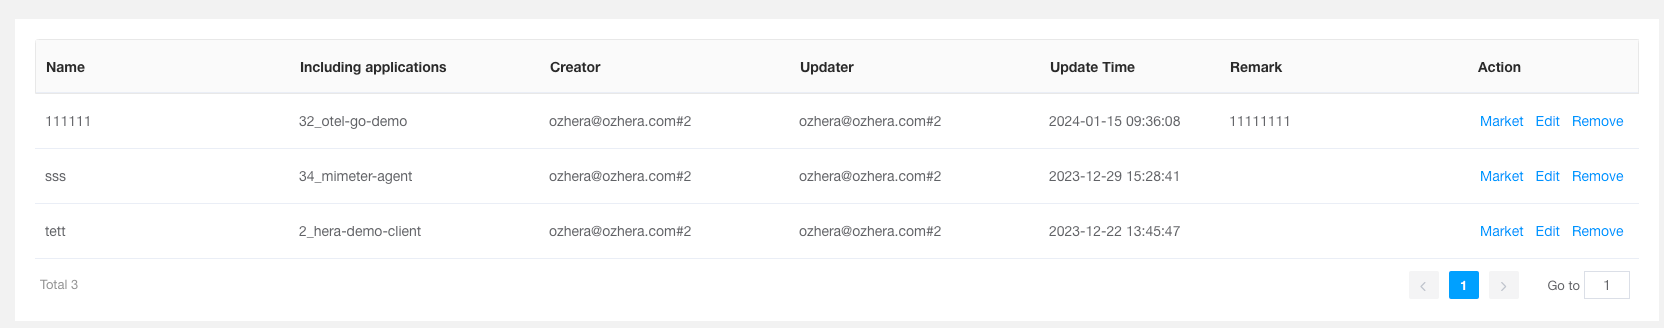 Name Including applications Creator Updater Update Time Remark Action
111111 32_otel-go-demo ozhera@ozhera.com#2 ozhera@ozhera.com#2 2024-01-15 09:36:08 11111111 Market Edit Remove
sss 34_mimeter-agent ozhera@ozhera.com#2 ozhera@ozhera.com#2 2023-12-29 15:28:41 Market Edit Remove
tett 2_hera-demo-client ozhera@ozhera.com#2 ozhera@ozhera.com#2 2023-12-22 13:45:47 Market Edit Remove
Total 3 1 Go to 1